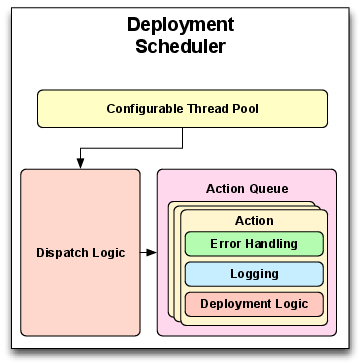 Deployment
Scheduler
Configurable Thread Pool
Dispatch Logic
Action Queue
Action
Error Handling
Logging
Deployment Logic